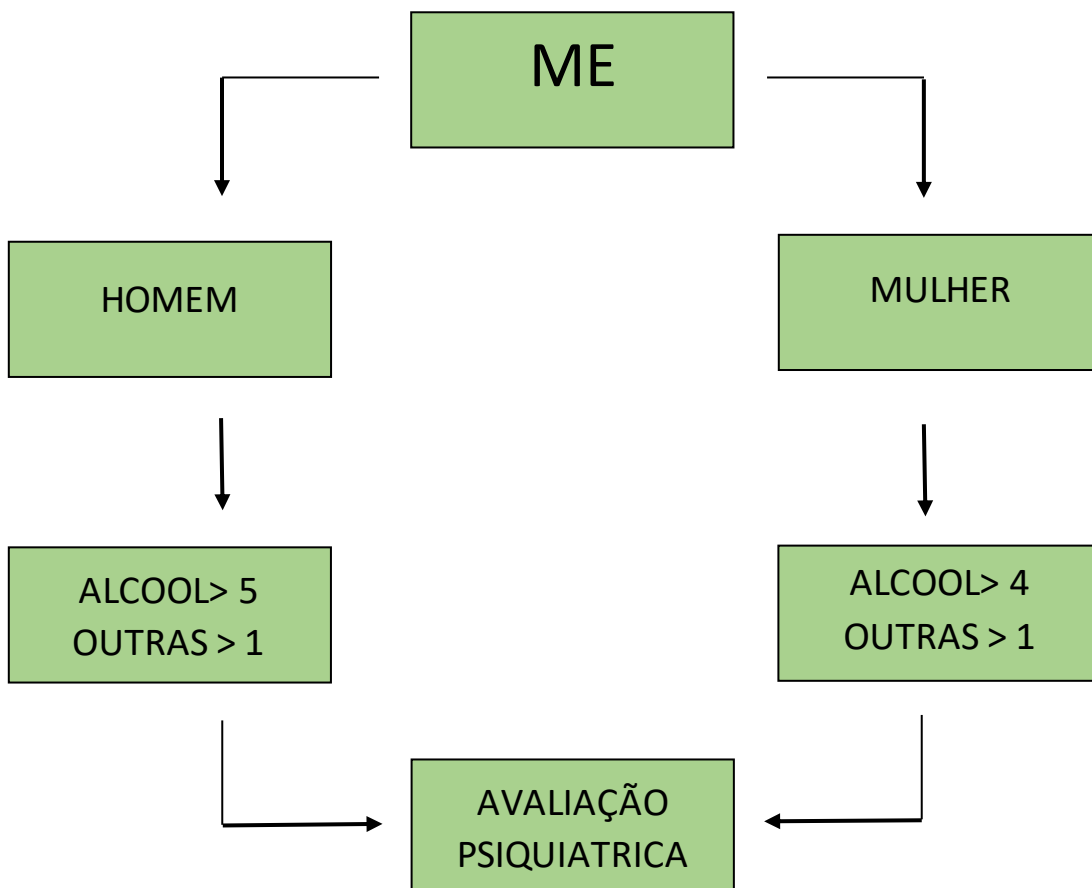 ME
HOMEM
MULHER
ALCOOL> 5
OUTRAS > 1
ALCOOL> 4
OUTRAS > 1
AVALIAÇÃO
PSIQUIATRICA